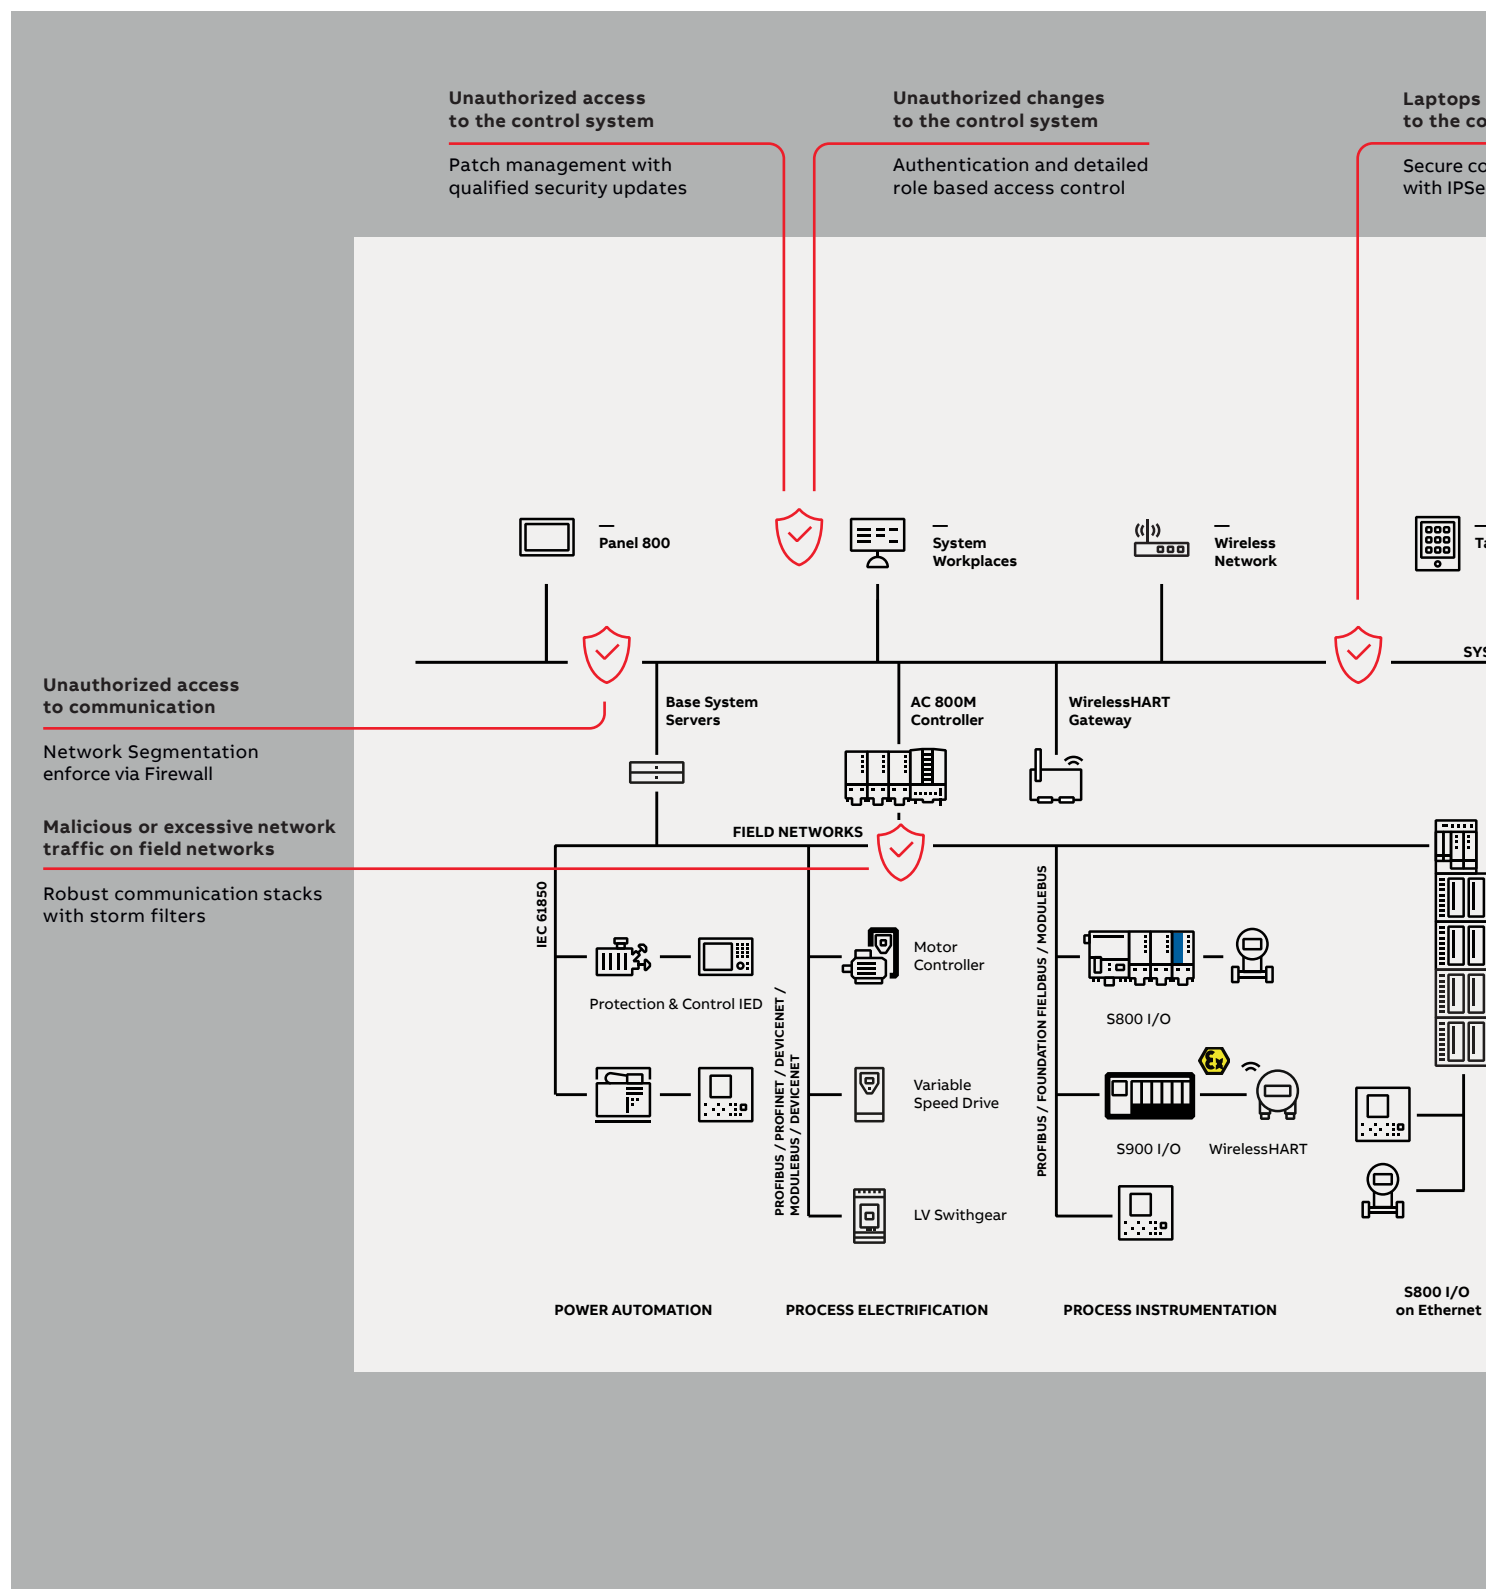 Unauthorized access
to the control system
Patch management with
qualified security updates
Unauthorized changes
to the control system
Authentication and detailed
role based access control
Laptops
to the
Secure
with
Panel 800
System
Workplaces
Wireless
Network
Unauthorized access
to communication
Network Segmentation
enforce via Firewall
Base System
Servers
AC 800M
Controller
WirelessHART
Gateway
Malicious or excessive network
traffic on field networks
Robust communication stacks
with storm filters
FIELD NETWORKS
IEC 61850
Protection & Control IED
PROFIBUS / PROFINET / DEVICENET /
MODULEBUS / DEVICENET
Motor
Controller
Variable
Speed Drive
LV Swithgear
PROFIBUS / FOUNDATION FIELDBUS / MODULEBUS
S800 I/O
Ex
S900 I/O
WirelessHART
S800 I/O
on Ethernet
POWER AUTOMATION
PROCESS ELECTRIFICATION
PROCESS INSTRUMENTATION